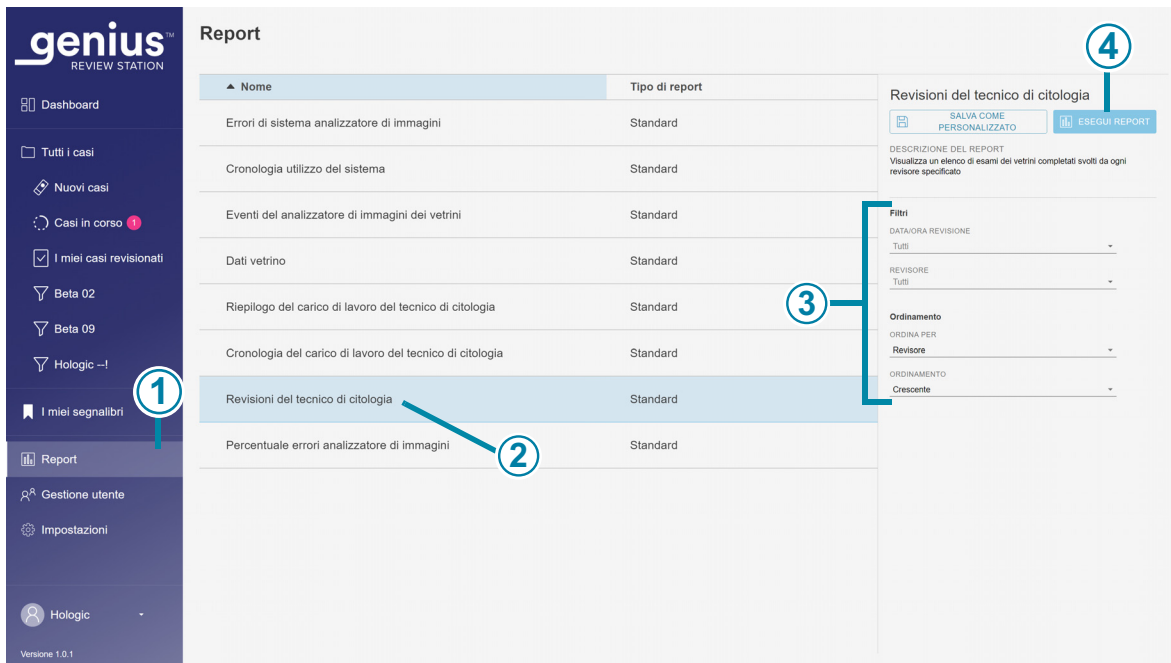 genius™
REVIEW STATION
Dashboard
Tutti i casi
Nuovi casi
Casi in corso 1
I miei casi revisionati
Beta 02
Beta 09
Hologic --!
1
I miei segnalibri
Report
Gestione utente
Impostazioni
Hologic
Versione 1.0.1
Report
Nome Tipo di report
Errori di sistema analizzatore di immagini Standard
Cronologia utilizzo del sistema Standard
Eventi del analizzatore di immagini dei vetrini Standard
Dati vetrino Standard
Riepilogo del carico di lavoro del tecnico di citologia Standard
Cronologia del carico di lavoro del tecnico di citologia Standard
Revisioni del tecnico di citologia Standard
2
Percentuale errori analizzatore di immagini Standard
4
Revisioni del tecnico di citologia
SALVA COME
PERSONALIZZATO
ESEGUI REPORT
DESCRIZIONE DEL REPORT
Visualizza un elenco di esami dei vetrini completati svolti da ogni
revisore specificato
3
Filtri
DATA/ORA REVISIONE
Tutti
REVISORE
Tutti
Ordinamento
ORDINA PER
Revisore
ORDINAMENTO
Crescente